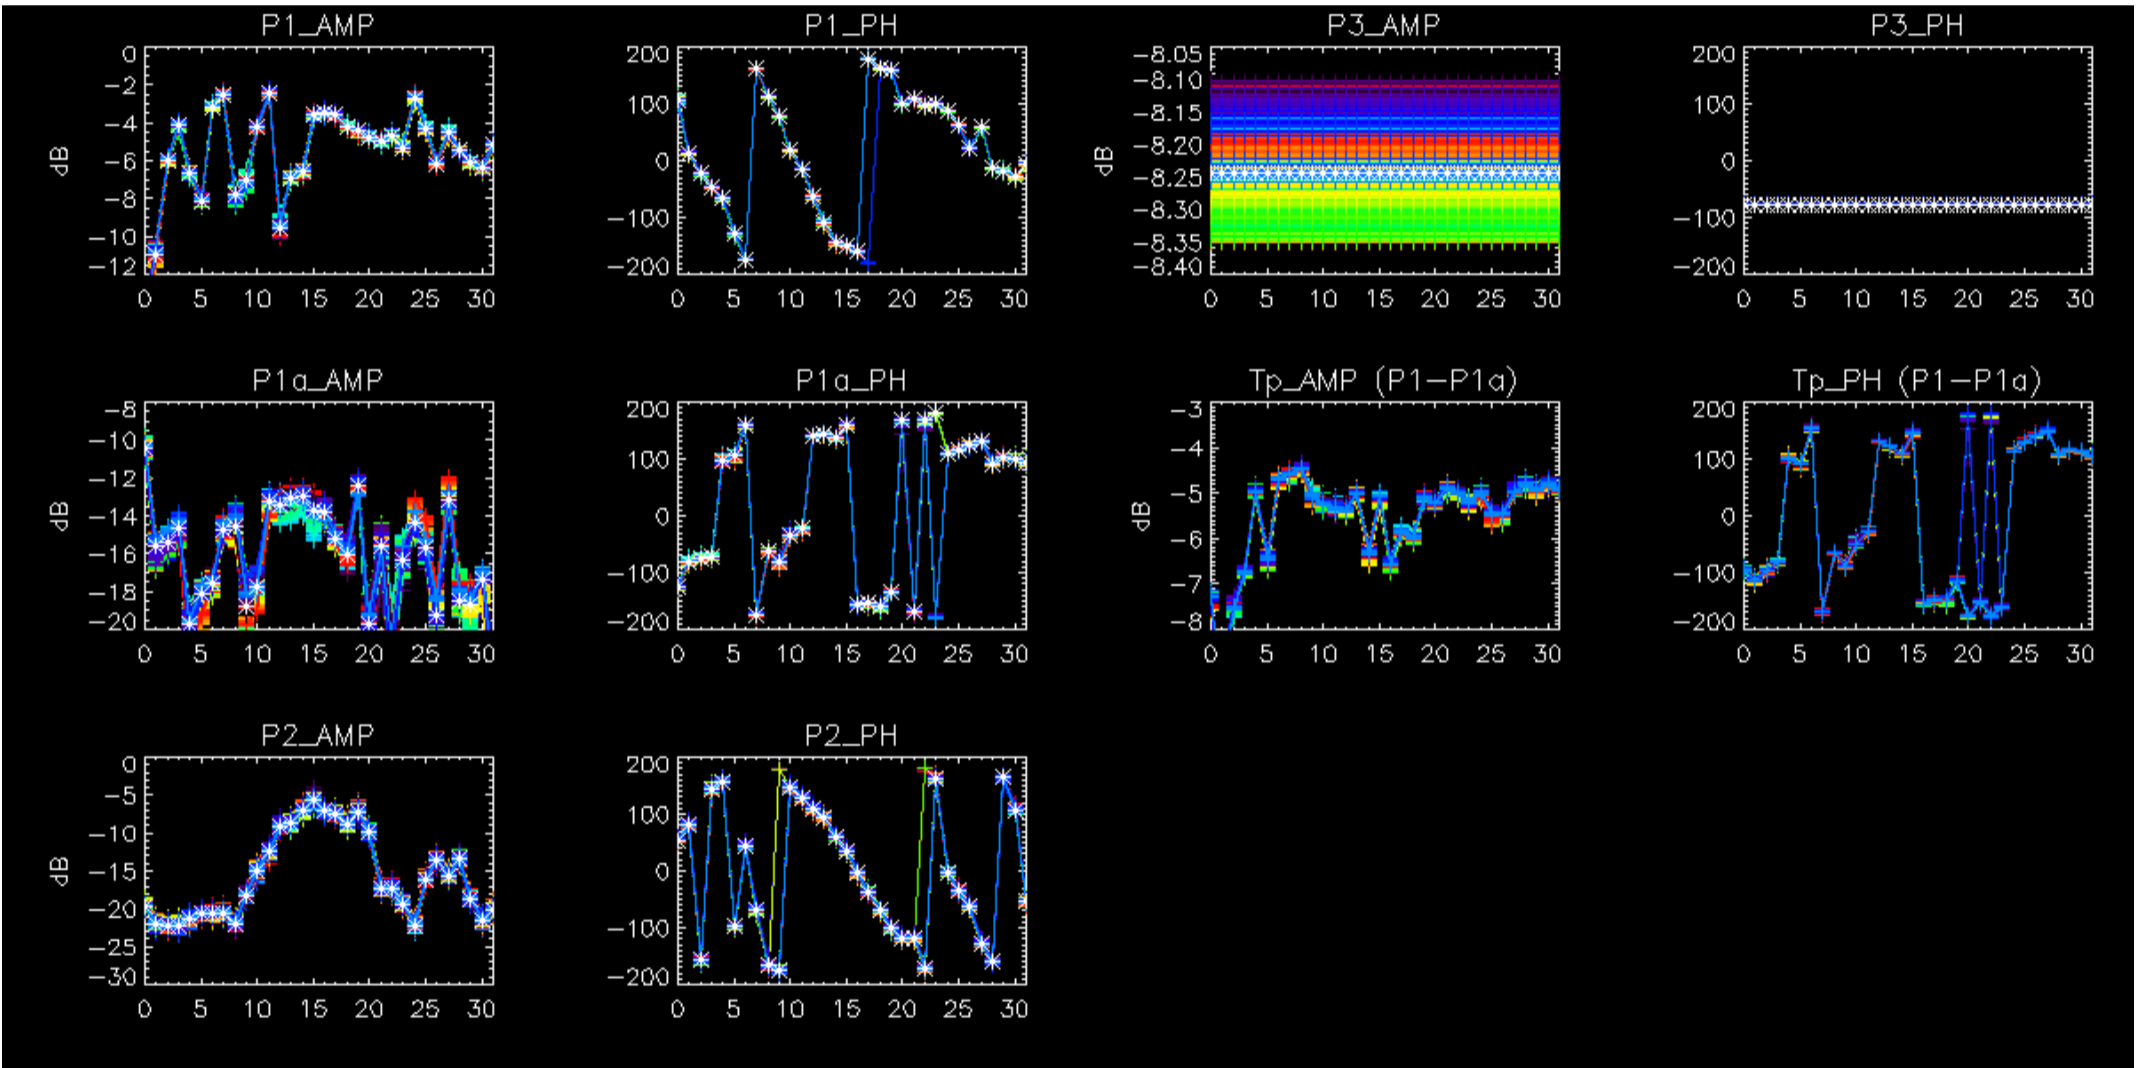 P1_AMP
P1_PH
P3_AMP
P3_PH
dB
0
-2
-4
-6
-8
-10
-12
0 5 10 15 20 25 30
200
100
0
-100
-200
0 5 10 15 20 25 30
dB
-8.05
-8.10
-8.15
-8.20
-8.25
-8.30
-8.35
-8.40
0 5 10 15 20 25 30
200
100
0
-100
-200
0 5 10 15 20 25 30
P1a_AMP
P1a_PH
Tp_AMP (P1-P1a)
Tp_PH (P1-P1a)
dB
-8
-10
-12
-14
-16
-18
-20
0 5 10 15 20 25 30
200
100
0
-100
-200
0 5 10 15 20 25 30
dB
-3
-4
-5
-6
-7
-8
0 5 10 15 20 25 30
200
100
0
-100
-200
0 5 10 15 20 25 30
P2_AMP
P2_PH
dB
0
-5
-10
-15
-20
-25
-30
0 5 10 15 20 25 30
200
100
0
-100
-200
0 5 10 15 20 25 30